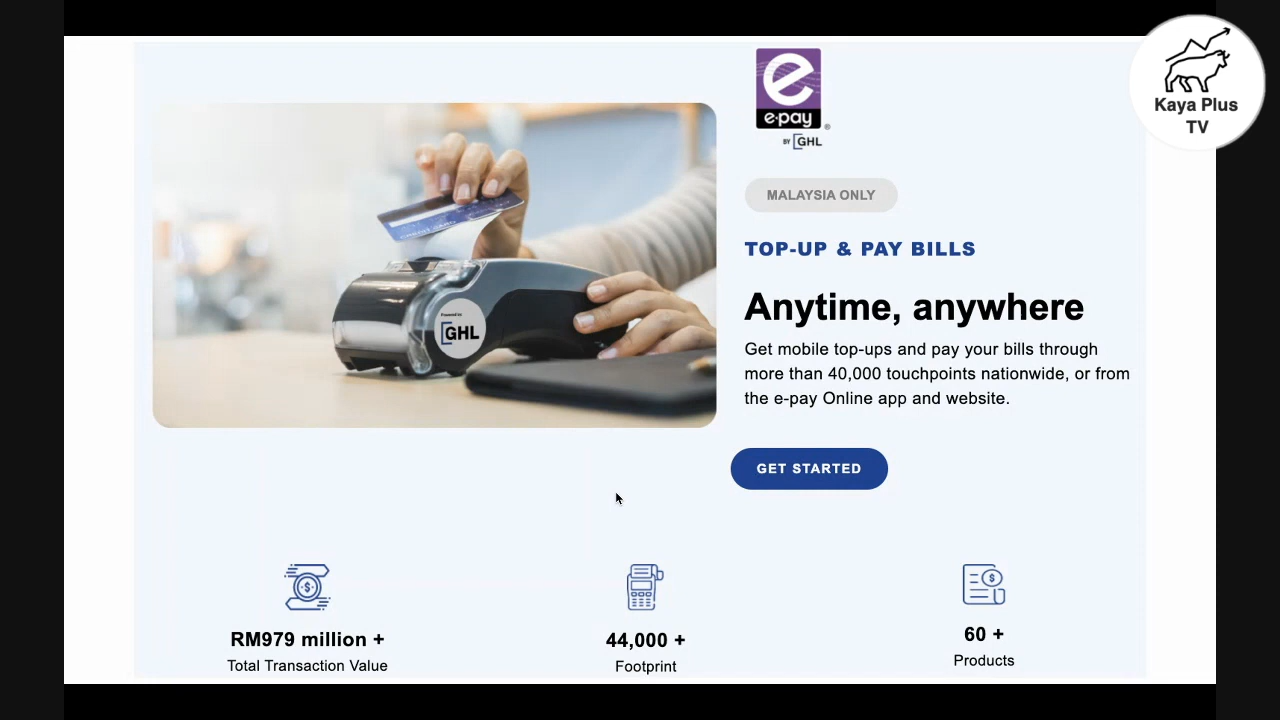 Kaya Plus
TV
e
e·pay®
BY GHL
MALAYSIA ONLY
TOP-UP & PAY BILLS
Anytime, anywhere
Get mobile top-ups and pay your bills through
more than 40,000 touchpoints nationwide, or from
the e-pay Online app and website.
GET STARTED
Powered by
GHL
RM979 million +
Total Transaction Value
44,000 +
Footprint
60 +
Products